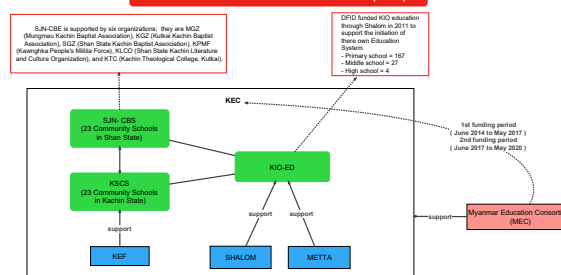 SJN-CBE is supported by six organizations; they are MGZ
(Mungmau Kachin Baptist Association), KGZ (Kutkai Kachin Baptist
Association), SGZ (Shan State Kachin Baptist Association), KPMF
(Kawnghka People's Militia Force), KLCO (Shan State Kachin Literature
and Culture Organization), and KTC (Kachin Theological College, Kutkai).
DFID funded KIO education
through Shalom in 2011 to
support the initiation of
there own Education
System.
- Primary school = 167
- Middle school = 27
- High school = 4
KEC
1st funding period
( June 2014 to May 2017 )
2nd funding period
( June 2017 to May 2020 )
SJN- CBS
(23 Community Schools
in Shan State)
KIO-ED
KSCS
(23 Community Schools
in Kachin State)
support
support
support
support
Myanmar Education Consorti
(MEC)
KEF
SHALOM
METTA